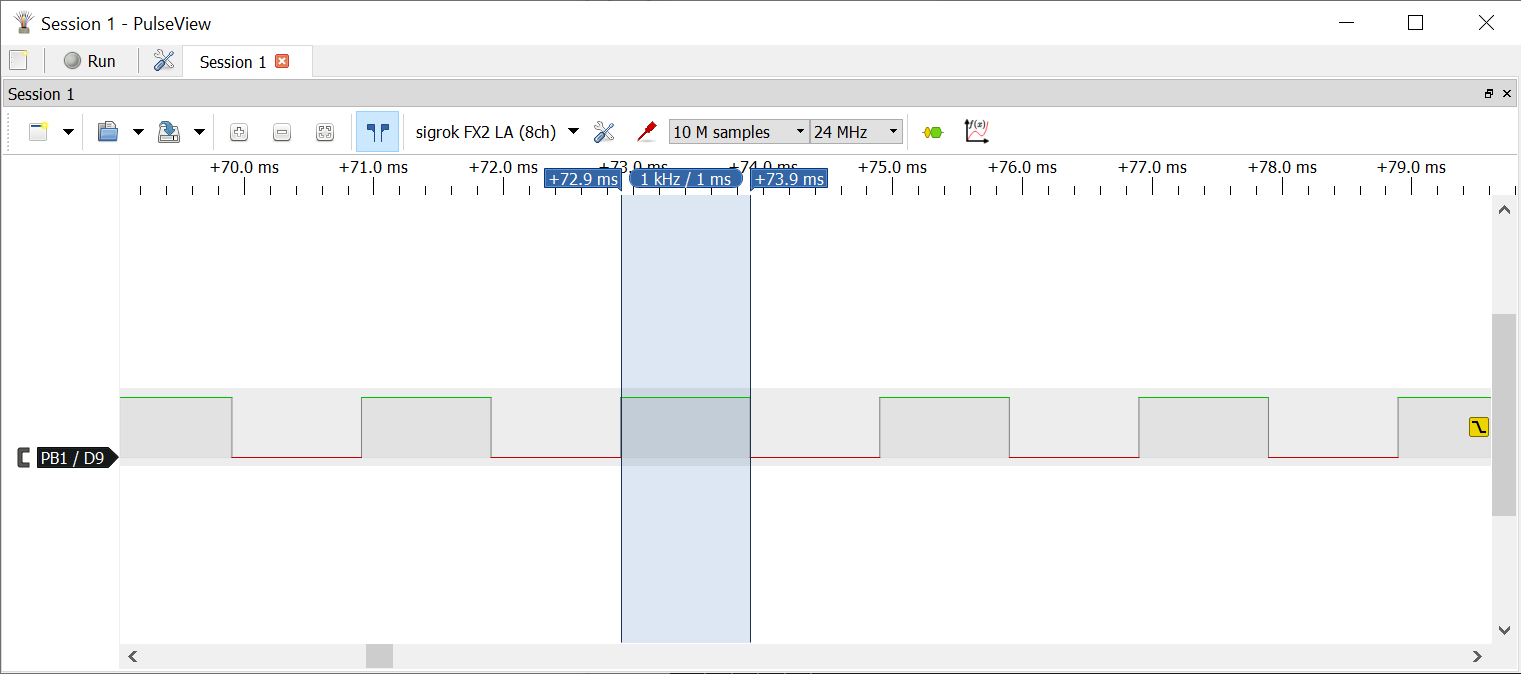 Session 1 - PulseView
Run
Session 1
Session 1
sigrok FX2 LA (8ch)
10 M samples
24 MHz
f(x)
+70.0 ms +71.0 ms +72.0 ms +73.0 ms +74.0 ms +75.0 ms +76.0 ms +77.0 ms +78.0 ms +79.0 ms
+72.9 ms 1 kHz / 1 ms +73.9 ms
PB1 / D9